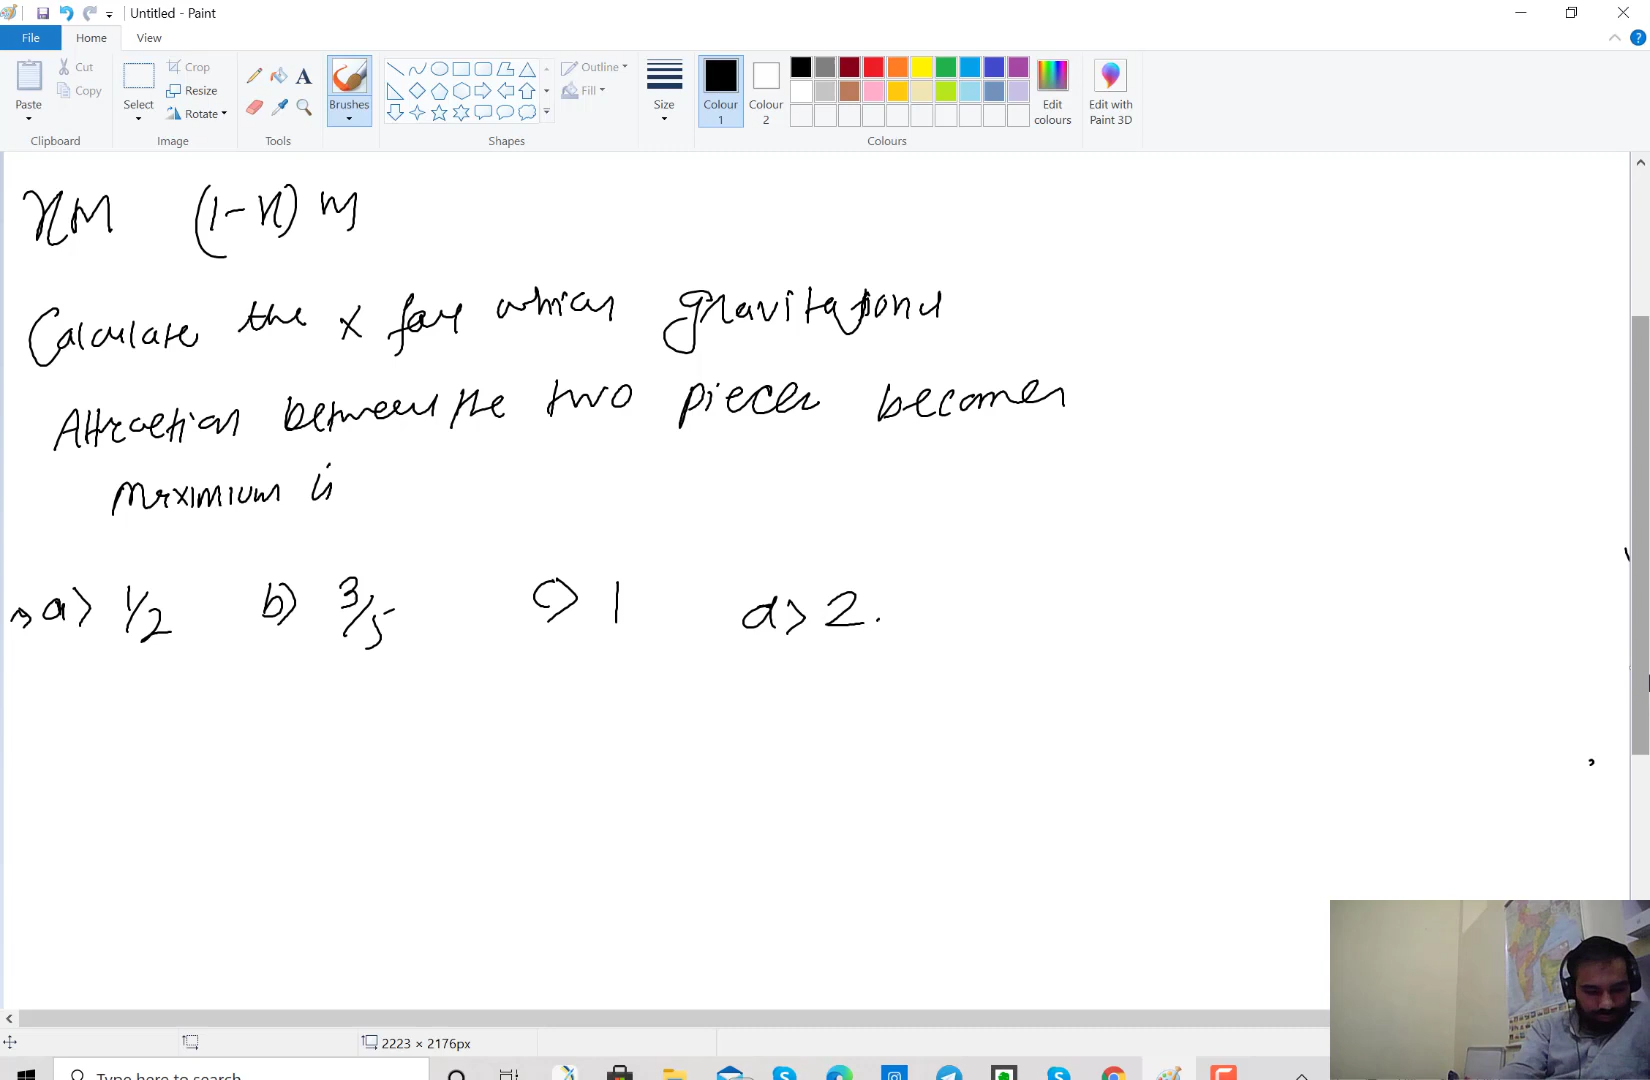 Untitled - Paint
File Home View
Paste
Cut
Copy
Clipboard
Select
Crop
Resize
Rotate
Image
Tools
Brushes
Outline
Fill
Shapes
Size
Colour 1
Colour 2
Edit colours
Edit with Paint 3D
Colours
xM (1-x) m
Calculate the x for which gravitational
Attraction between the two pieces becomes
maximium is
a> 1/2 b) 3/5 c> 1 d> 2.
2223 × 2176px
Type here to search